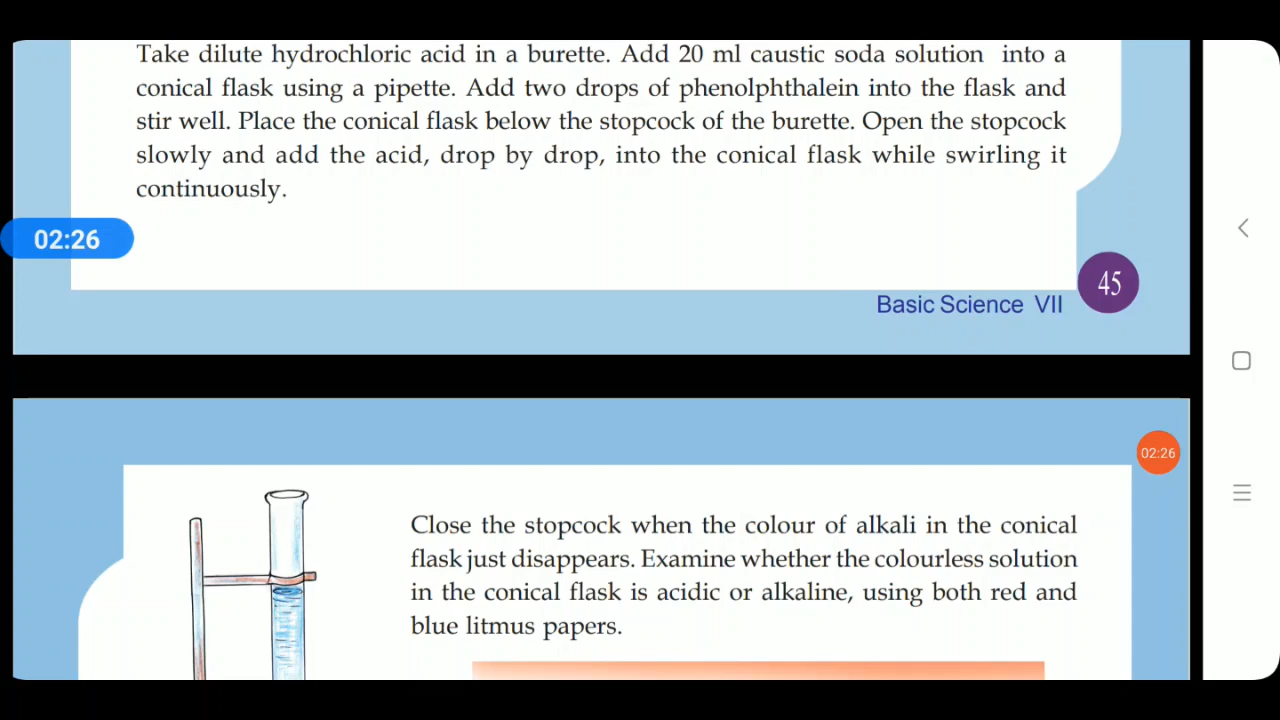 Take dilute hydrochloric acid in a burette. Add 20 ml caustic soda solution into a
conical flask using a pipette. Add two drops of phenolphthalein into the flask and
stir well. Place the conical flask below the stopcock of the burette. Open the stopcock
slowly and add the acid, drop by drop, into the conical flask while swirling it
continuously.
02:26
45
Basic Science VII
02:26
Close the stopcock when the colour of alkali in the conical
flask just disappears. Examine whether the colourless solution
in the conical flask is acidic or alkaline, using both red and
blue litmus papers.